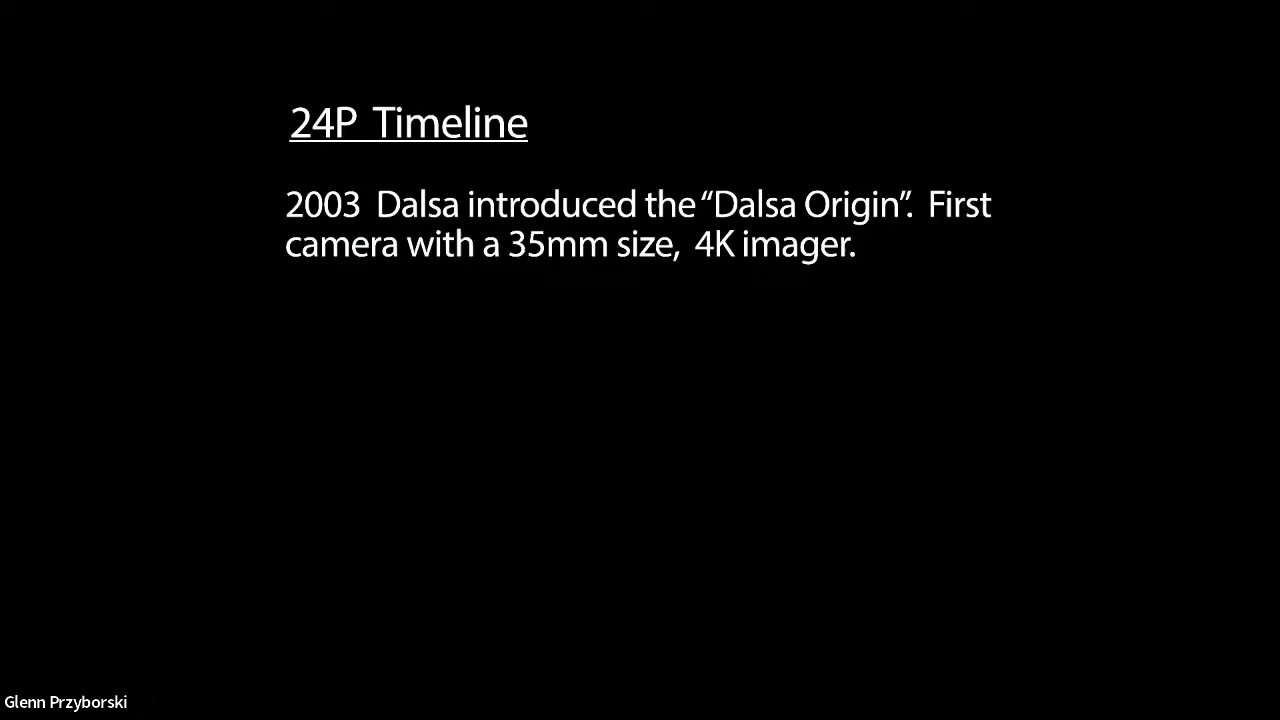 24P Timeline
2003 Dalsa introduced the “Dalsa Origin”. First
camera with a 35mm size, 4K imager.
Glenn Przyborski